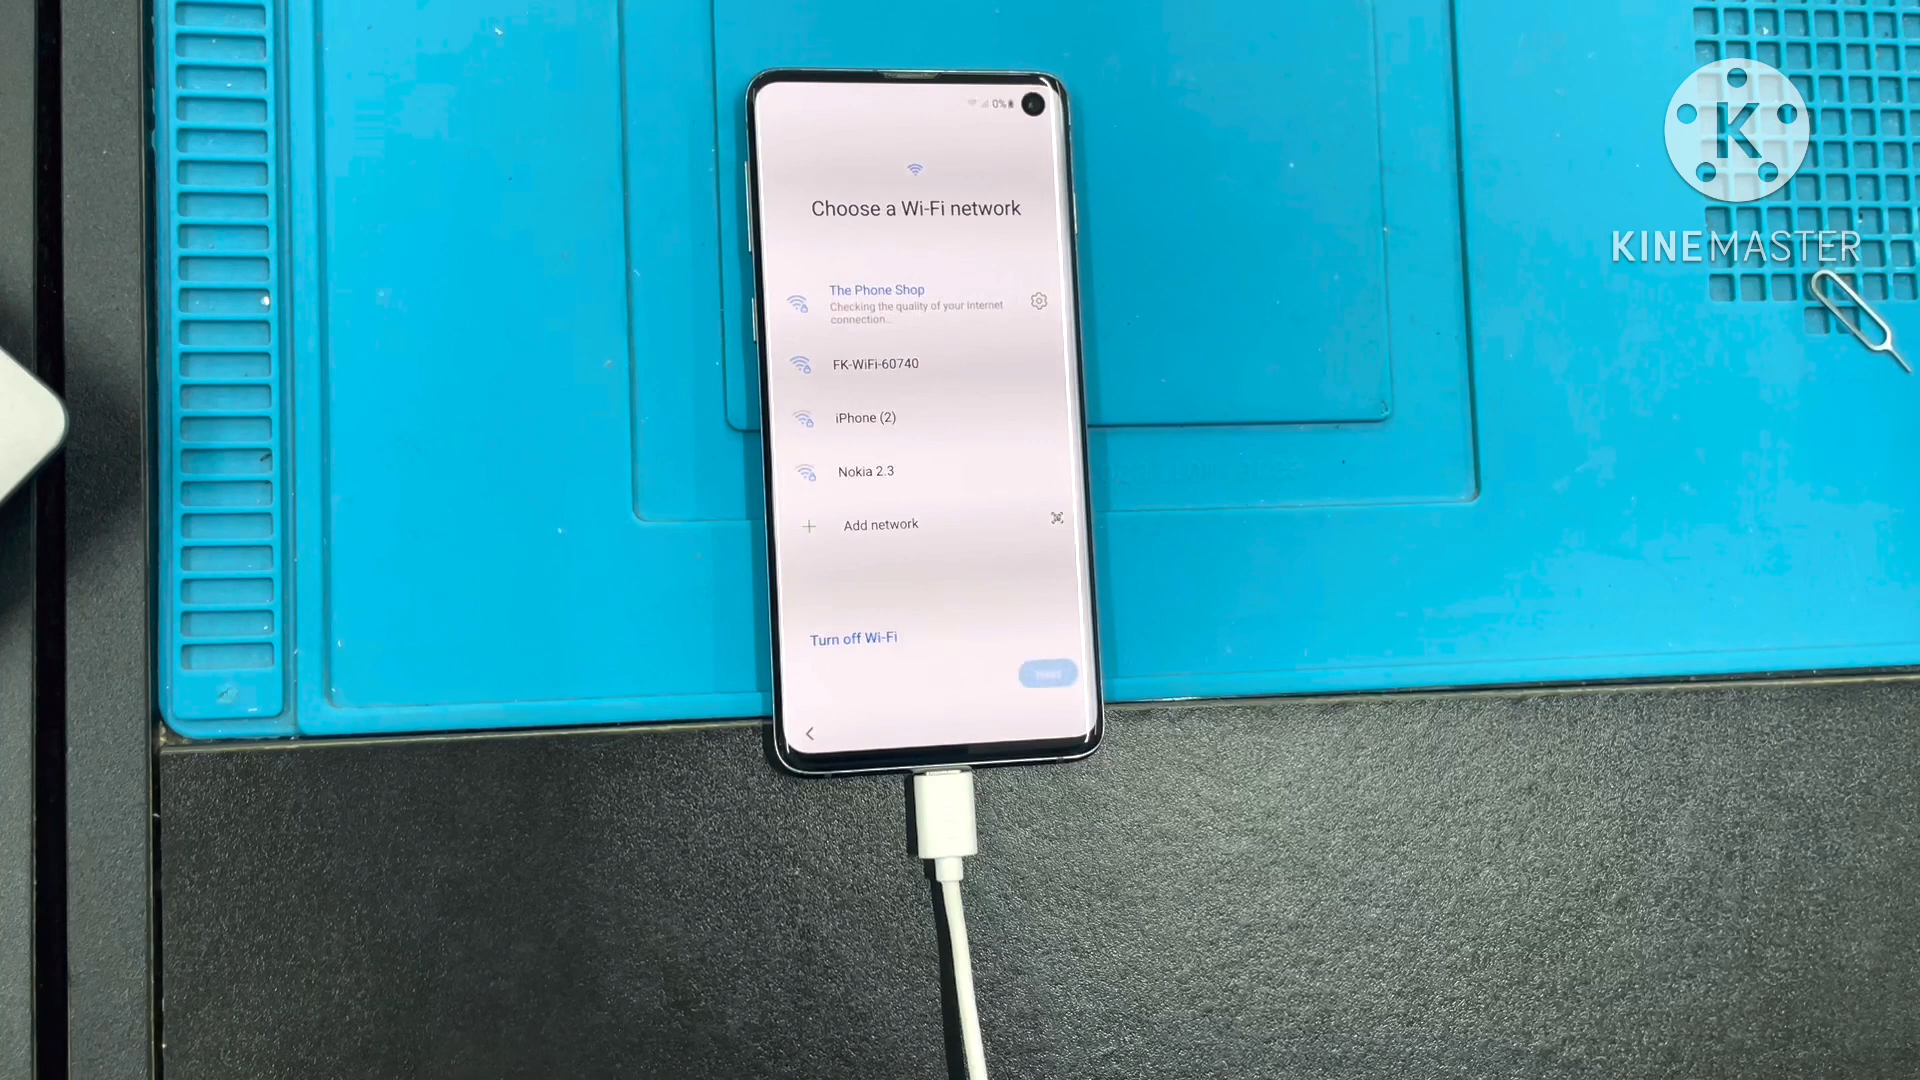 0%
Choose a Wi-Fi network
The Phone Shop
Checking the quality of your Internet
connection...
FK-WiFi-60740
iPhone (2)
Nokia 2.3
Add network
Turn off Wi-Fi
K
KINEMASTER